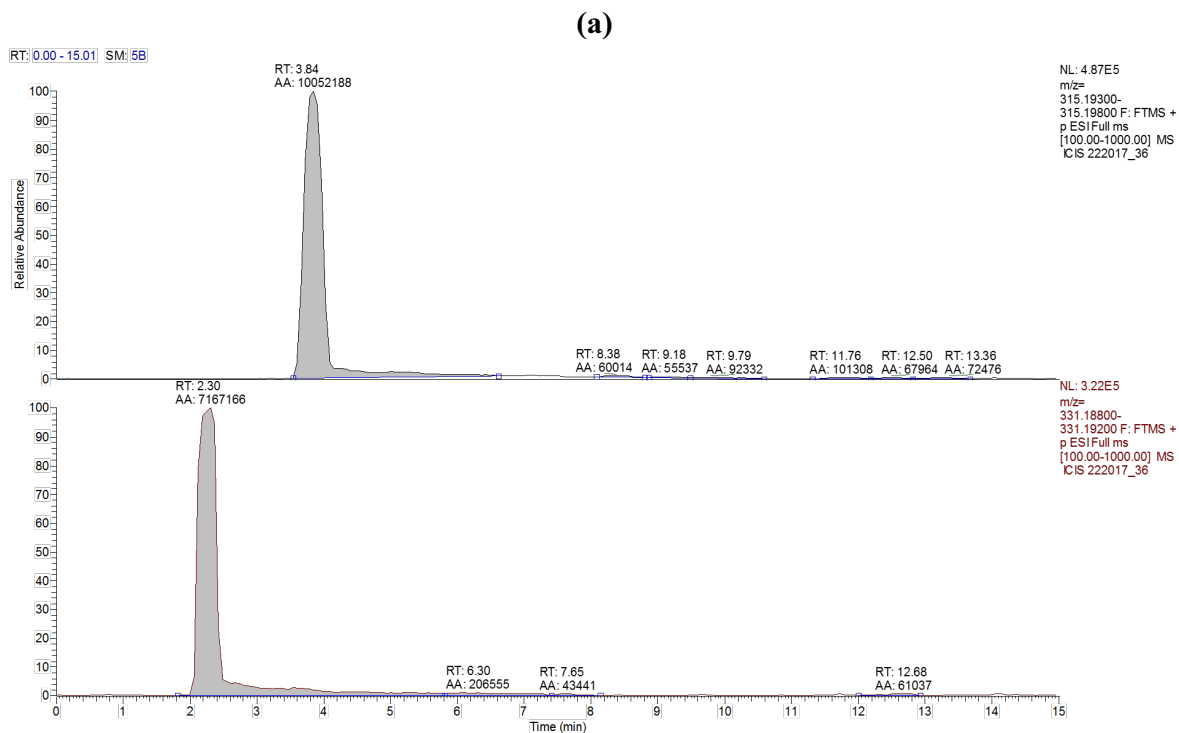 (a)
RT: 0.00 - 15.01 SM: 5B
RT: 3.84
AA: 10052188
NL: 4.87E5
m/z=
315.19300-
315.19800 F: FTMS +
p ESI Full ms
[100.00-1000.00] MS
ICIS 222017_36
100
90
80
70
60
50
40
30
20
10
0
Relative Abundance
RT: 8.38
AA: 60014
RT: 9.18
AA: 55537
RT: 9.79
AA: 92332
RT: 11.76
AA: 101308
RT: 12.50
AA: 67964
RT: 13.36
AA: 72476
RT: 2.30
AA: 7167166
NL: 3.22E5
m/z=
331.18800-
331.19200 F: FTMS +
p ESI Full ms
[100.00-1000.00] MS
ICIS 222017_36
100
90
80
70
60
50
40
30
20
10
0
RT: 6.30
AA: 206555
RT: 7.65
AA: 43441
RT: 12.68
AA: 61037
0 1 2 3 4 5 6 7 8 9 10 11 12 13 14 15
Time (min)